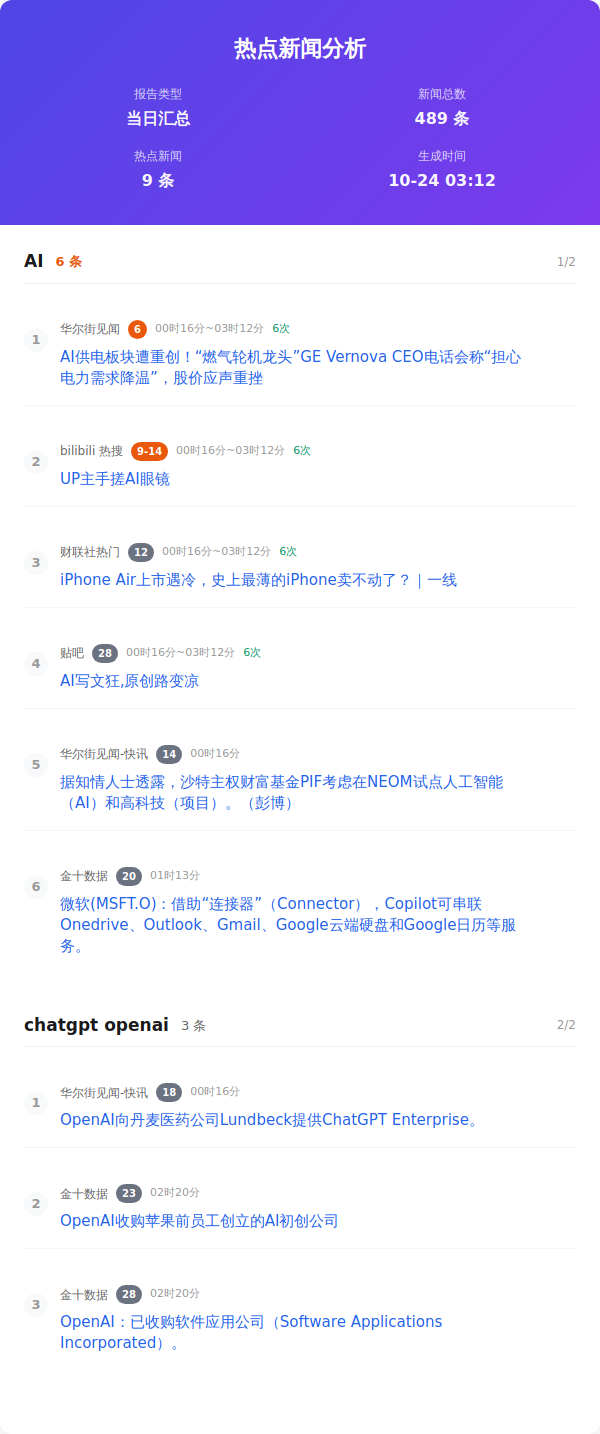 热点新闻分析
报告类型
当日汇总
新闻总数
489 条
热点新闻
9 条
生成时间
10-24 03:12
AI 6 条 1/2
1
华尔街见闻 6 00时16分~03时12分 6次
AI供电板块遭重创！“燃气轮机龙头”GE Vernova CEO电话会称“担心
电力需求降温”，股价应声重挫
2
bilibili 热搜 9-14 00时16分~03时12分 6次
UP主手搓AI眼镜
3
财联社热门 12 00时16分~03时12分 6次
iPhone Air上市遇冷，史上最薄的iPhone卖不动了？｜一线
4
贴吧 28 00时16分~03时12分 6次
AI写文狂,原创路变凉
5
华尔街见闻-快讯 14 00时16分
据知情人士透露，沙特主权财富基金PIF考虑在NEOM试点人工智能
（AI）和高科技（项目）。（彭博）
6
金十数据 20 01时13分
微软(MSFT.O)：借助“连接器”（Connector），Copilot可串联
Onedrive、Outlook、Gmail、Google云端硬盘和Google日历等服
务。
chatgpt openai 3 条 2/2
1
华尔街见闻-快讯 18 00时16分
OpenAI向丹麦医药公司Lundbeck提供ChatGPT Enterprise。
2
金十数据 23 02时20分
OpenAI收购苹果前员工创立的AI初创公司
3
金十数据 28 02时20分
OpenAI：已收购软件应用公司（Software Applications
Incorporated）。